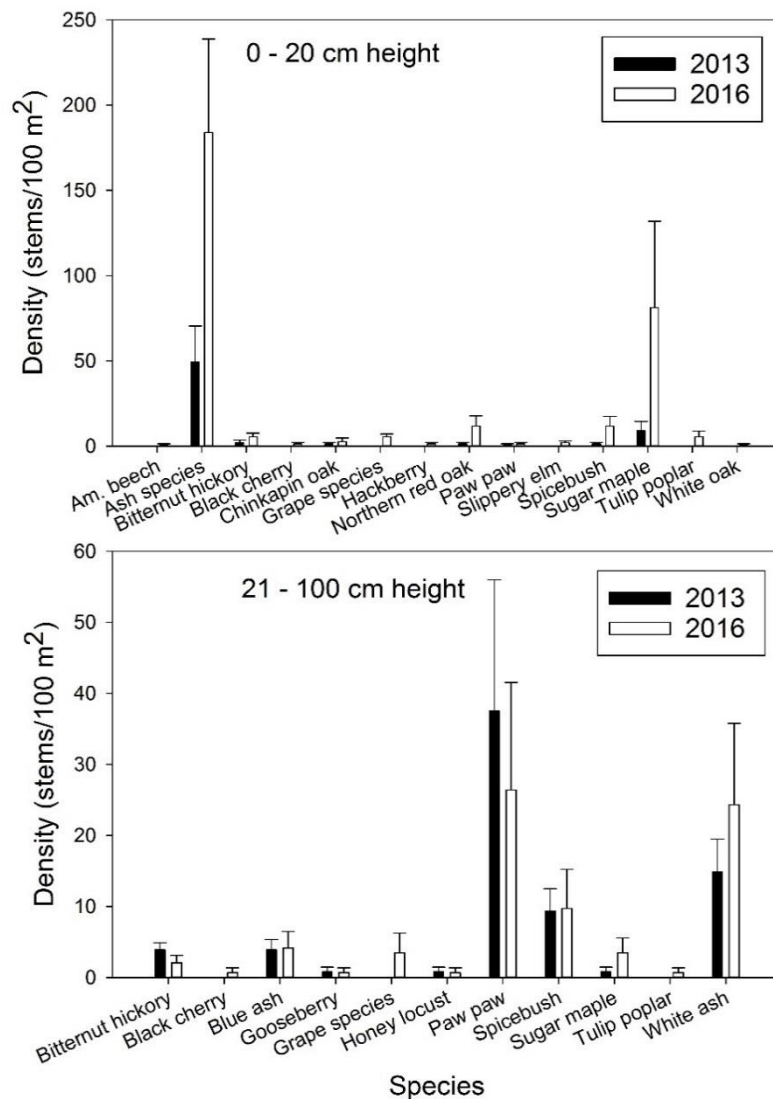 0 - 20 cm height
2013
2016
Density (stems/100 m²)
250
200
150
100
50
0
Am. beech
Ash species
Bitternut hickory
Black cherry
Chinkapin oak
Grape species
Hackberry
Northern red oak
Paw paw
Slippery elm
Spicebush
Sugar maple
Tulip poplar
White oak
21 - 100 cm height
2013
2016
Density (stems/100 m²)
60
50
40
30
20
10
0
Bitternut hickory
Black cherry
Blue ash
Gooseberry
Grape species
Honey locust
Paw paw
Spicebush
Sugar maple
Tulip poplar
White ash
Species